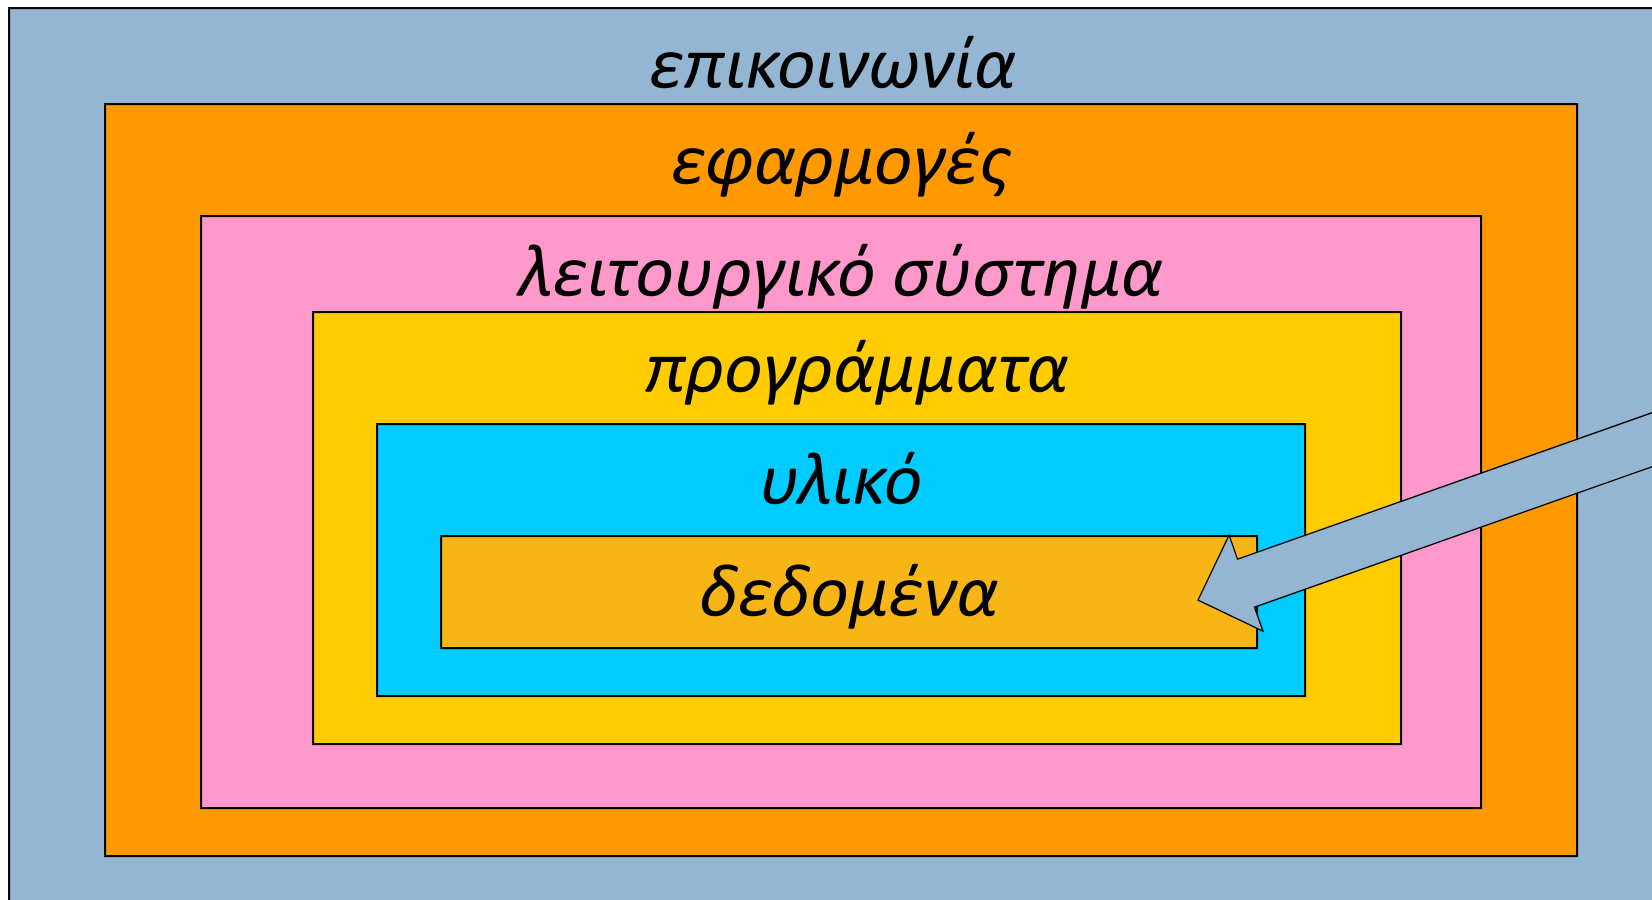 επικοινωνία
εφαρμογές
λειτουργικό σύστημα
προγράμματα
υλικό
δεδομένα